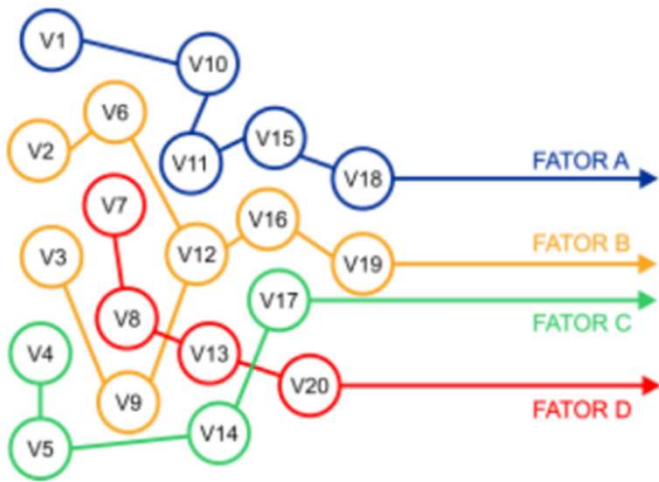 V1
V10
V6
V2
V15
V11
V18
FATOR A
V7
V16
V3
V12
V19
FATOR B
V17
V8
FATOR C
V4
V13
V20
V9
FATOR D
V14
V5